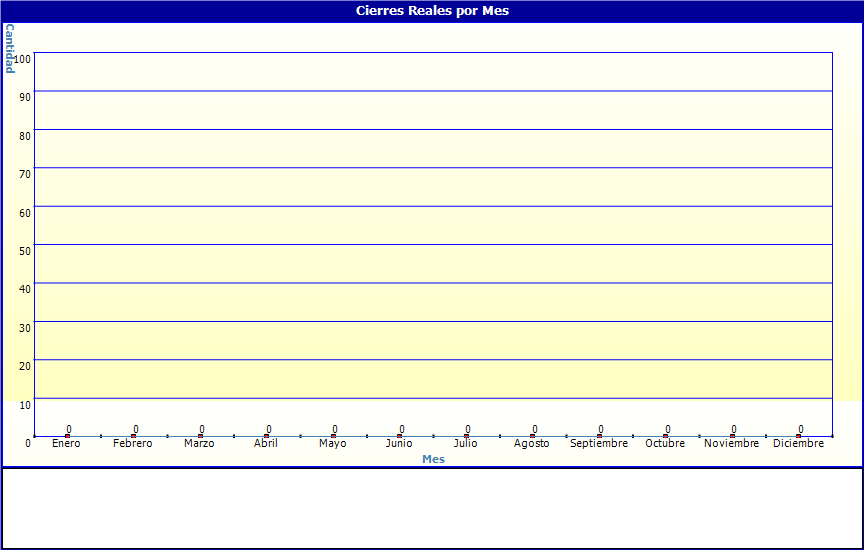 Cierres Reales por Mes
Cantidad
100
90
80
70
60
50
40
30
20
10
0
0 0 0 0 0 0 0 0 0 0 0 0
Enero Febrero Marzo Abril Mayo Junio Julio Agosto Septiembre Octubre Noviembre Diciembre
Mes